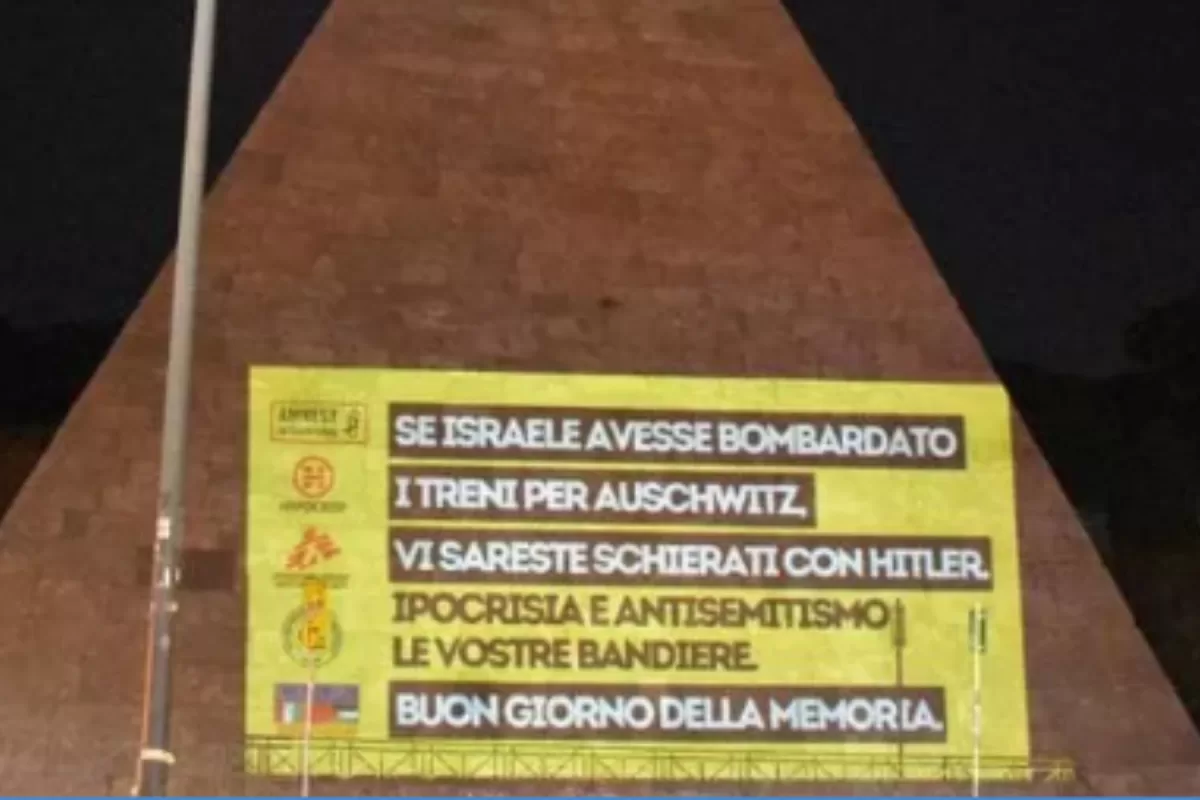 SE ISRAELE AVESSE BOMBARDATO
I TRENI PER AUSCHWITZ,
VI SARESTE SCHIERATI CON HITLER.
IPOCRISIA E ANTISEMITISMO
LE VOSTRE BANDIERE.
BUON GIORNO DELLA MEMORIA.